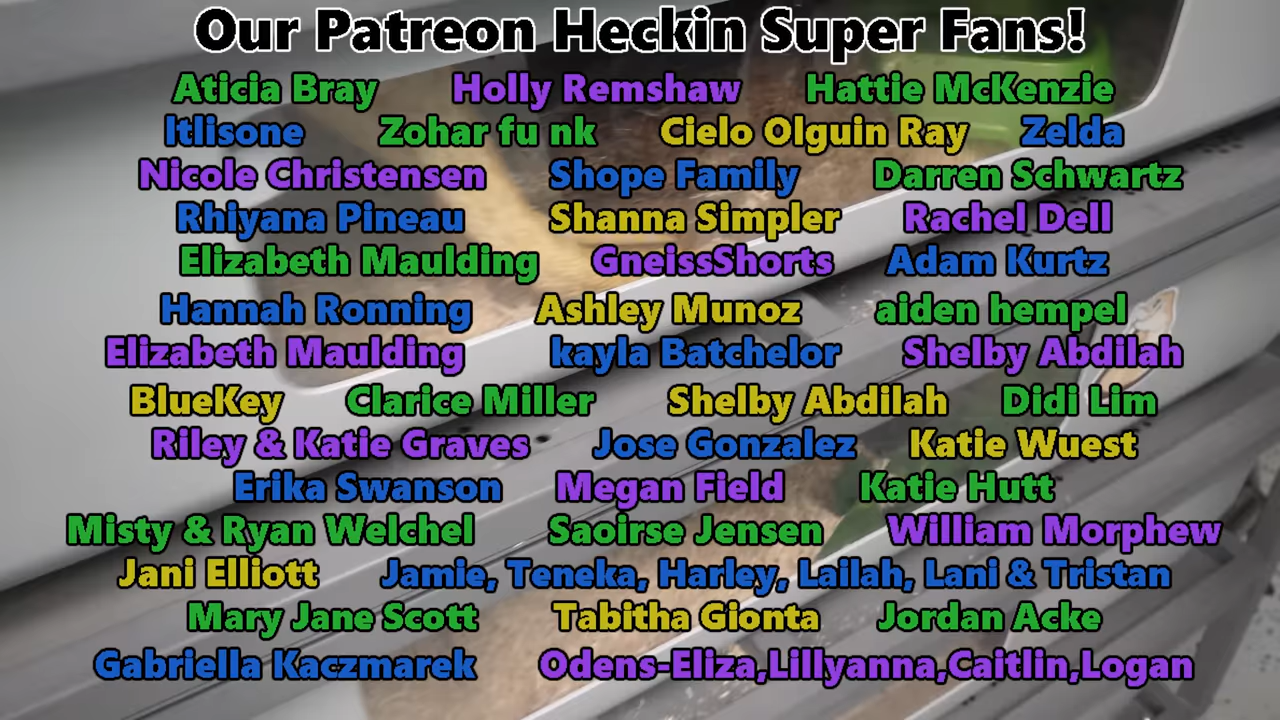 Our Patreon Heckin Super Fans!
Aticia Bray Holly Remshaw Hattie McKenzie
ltlisone Zohar fu nk Cielo Olguin Ray Zelda
Nicole Christensen Shope Family Darren Schwartz
Rhiyana Pineau Shanna Simpler Rachel Dell
Elizabeth Maulding GneissShorts Adam Kurtz
Hannah Ronning Ashley Munoz aiden hempel
Elizabeth Maulding kayla Batchelor Shelby Abdilah
BlueKey Clarice Miller Shelby Abdilah Didi Lim
Riley & Katie Graves Jose Gonzalez Katie Wuest
Erika Swanson Megan Field Katie Hutt
Misty & Ryan Welchel Saoirse Jensen William Morphew
Jani Elliott Jamie, Teneka, Harley, Lailah, Lani & Tristan
Mary Jane Scott Tabitha Gionta Jordan Acke
Gabriella Kaczmarek Odens-Eliza,Lillyanna,Caitlin,Logan